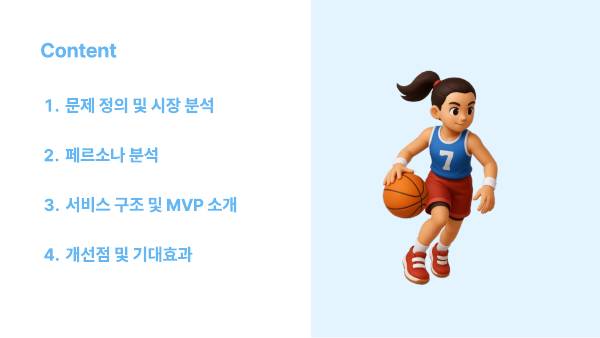 Content
1. 문제 정의 및 시장 분석
2. 페르소나 분석
3. 서비스 구조 및 MVP 소개
4. 개선점 및 기대효과
7